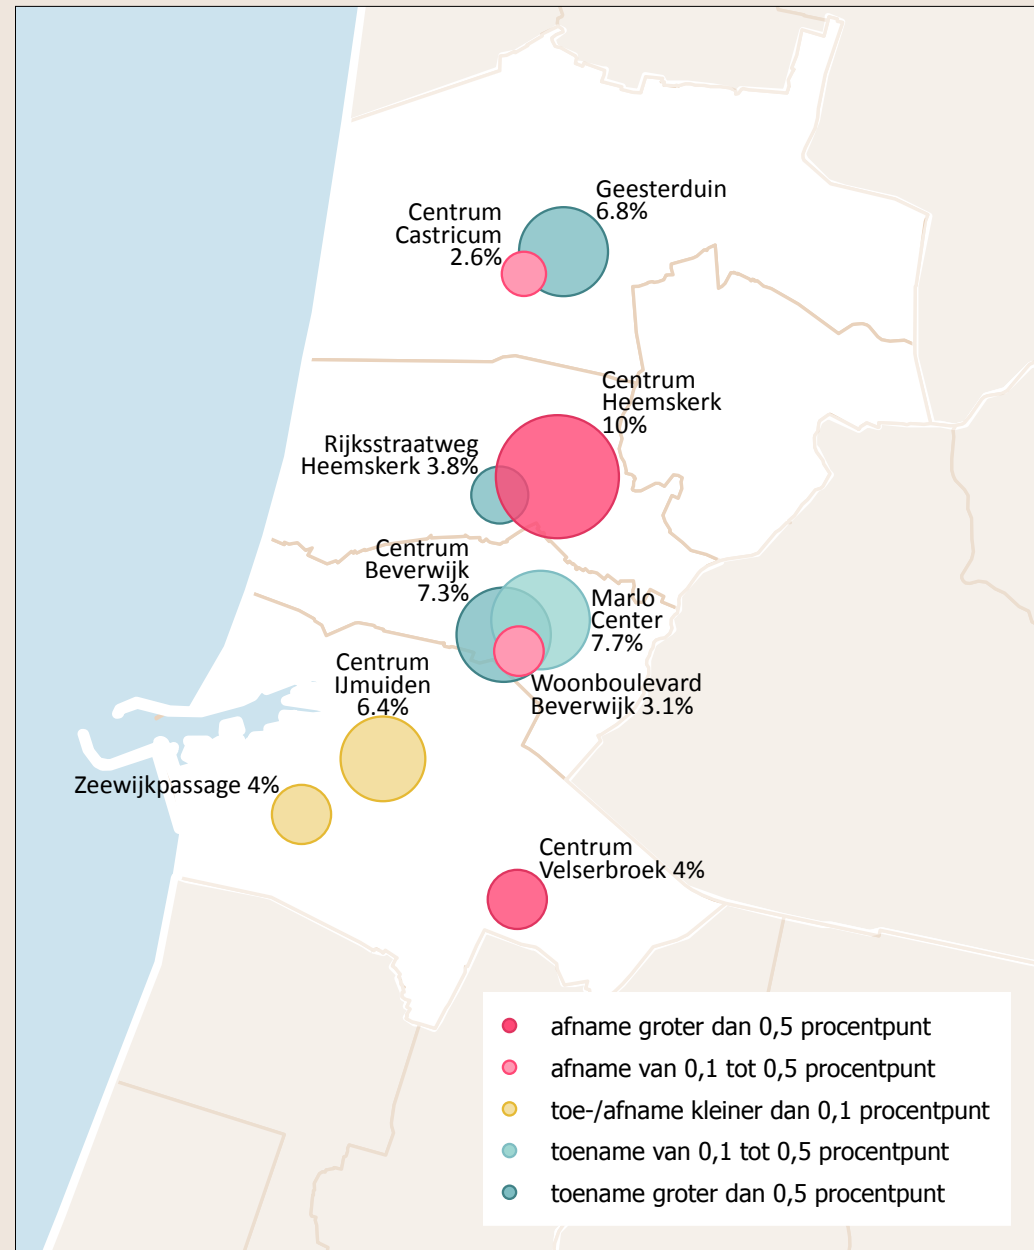 Geesterduin
6.8%
Centrum
Castricum
2.6%
Centrum
Heemskerk
10%
Rijksstraatweg
Heemskerk 3.8%
Centrum
Beverwijk
7.3%
Marlo
Center
7.7%
Woonboulevard
Beverwijk 3.1%
Centrum
IJmuiden
6.4%
Zeewijkpassage 4%
Centrum
Velserbroek 4%
afname groter dan 0,5 procentpunt
afname van 0,1 tot 0,5 procentpunt
toe-/afname kleiner dan 0,1 procentpunt
toename van 0,1 tot 0,5 procentpunt
toename groter dan 0,5 procentpunt